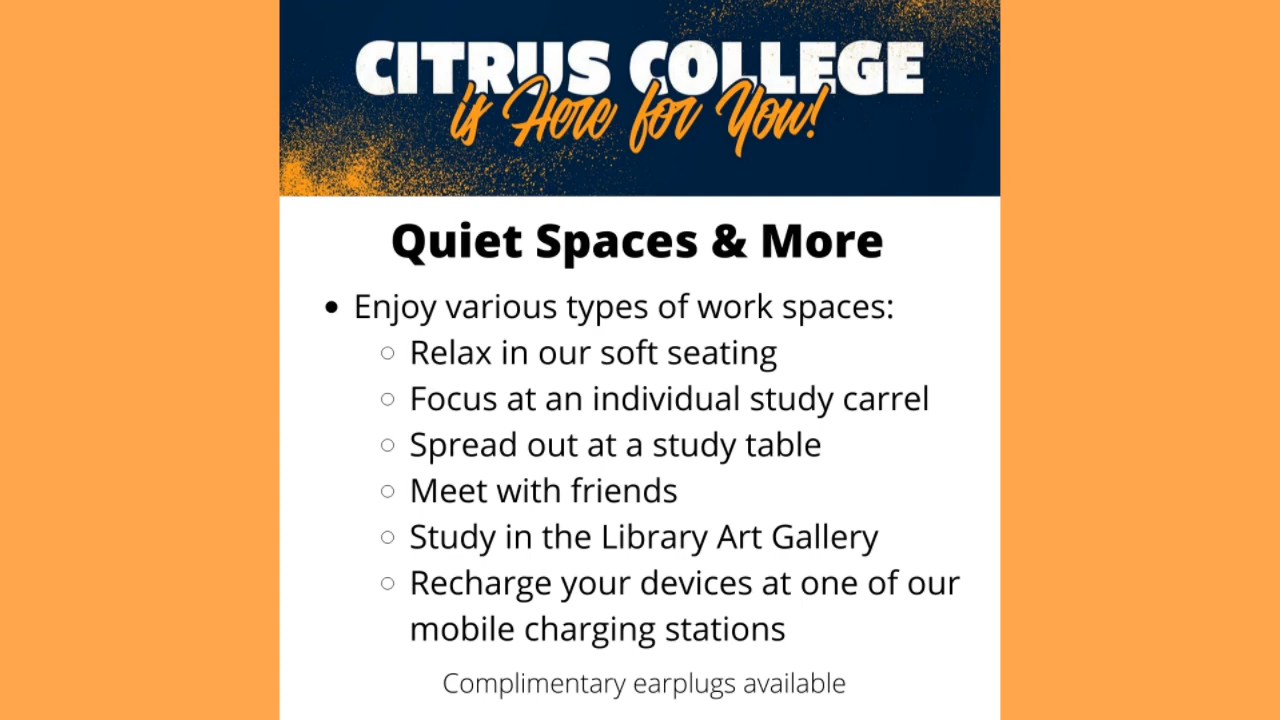 CITRUS COLLEGE
is Here for You!
Quiet Spaces & More
• Enjoy various types of work spaces:
○ Relax in our soft seating
○ Focus at an individual study carrel
○ Spread out at a study table
○ Meet with friends
○ Study in the Library Art Gallery
○ Recharge your devices at one of our
mobile charging stations
Complimentary earplugs available